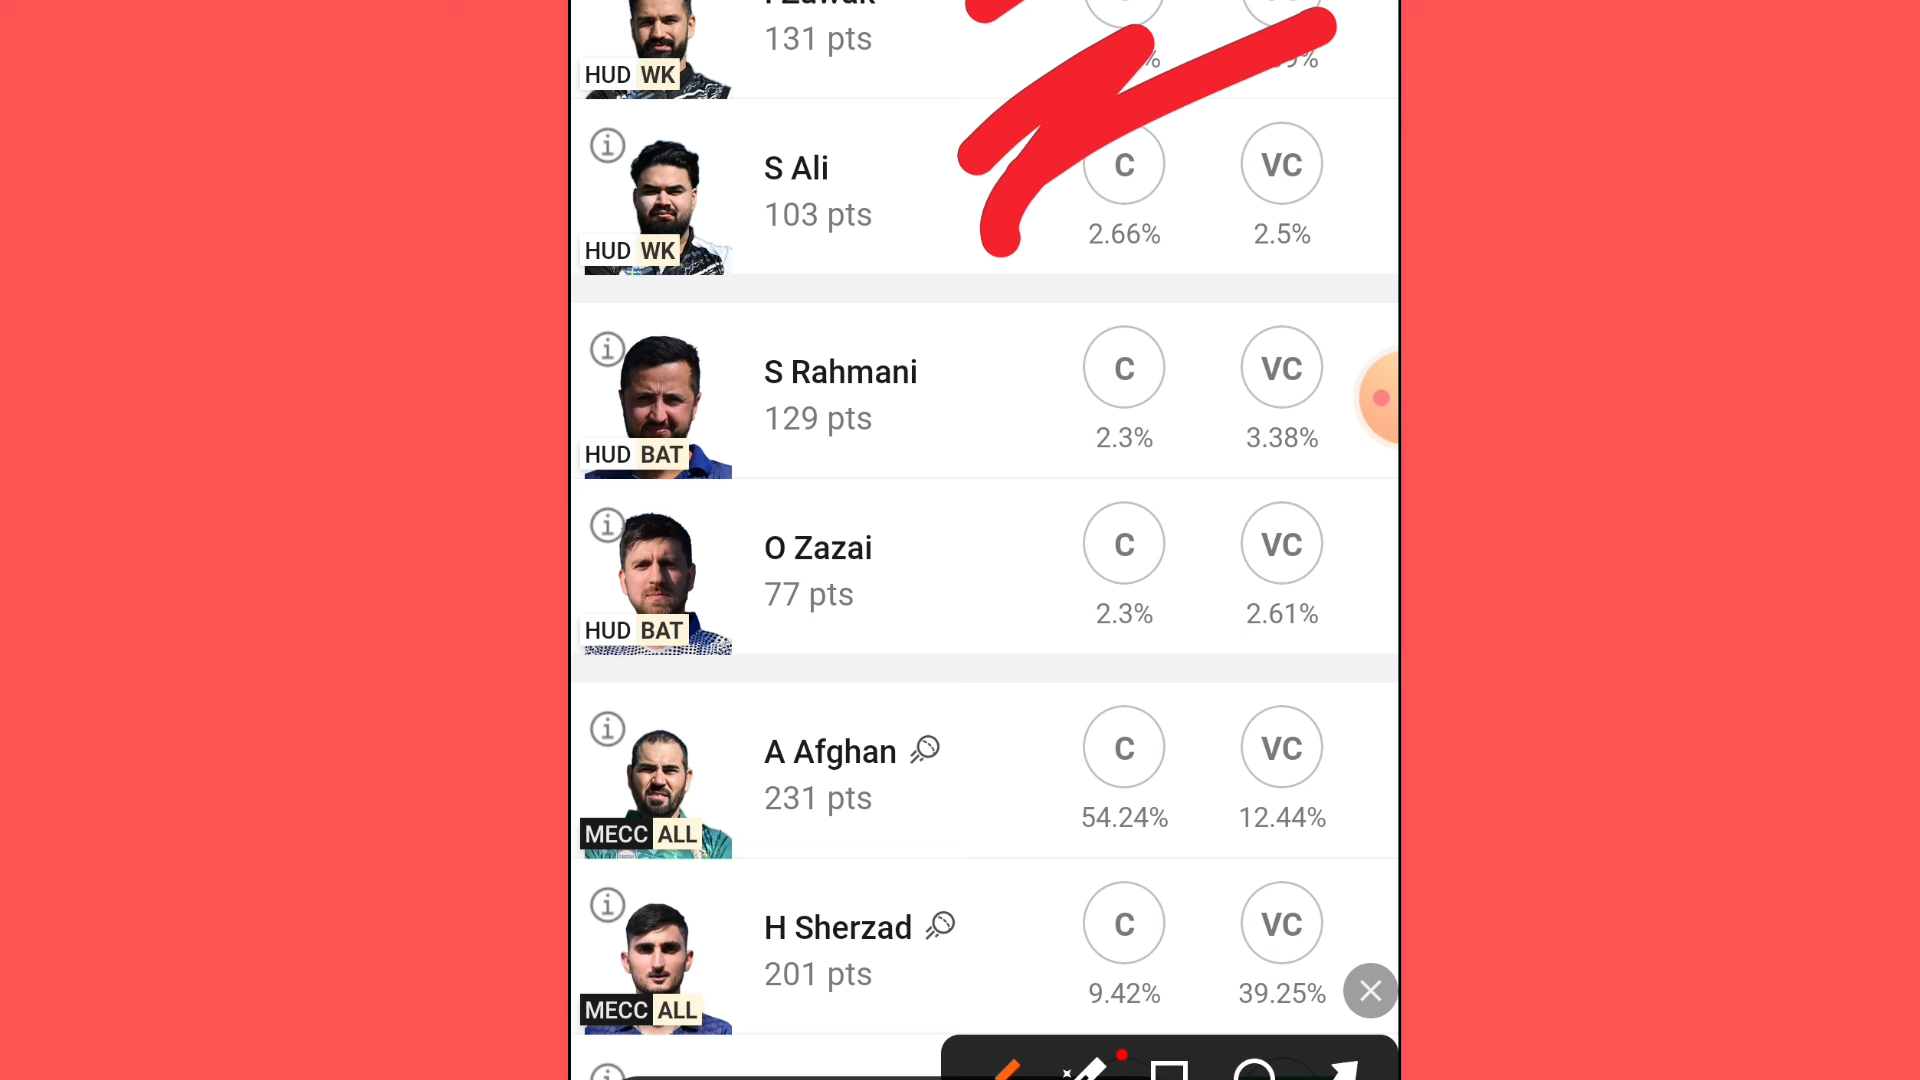 131 pts
HUD WK
S Ali
103 pts
C
VC
2.66%
2.5%
HUD WK
S Rahmani
129 pts
C
VC
2.3%
3.38%
HUD BAT
O Zazai
77 pts
C
VC
2.3%
2.61%
HUD BAT
A Afghan
231 pts
C
VC
54.24%
12.44%
MECC ALL
H Sherzad
201 pts
C
VC
9.42%
39.25%
MECC ALL